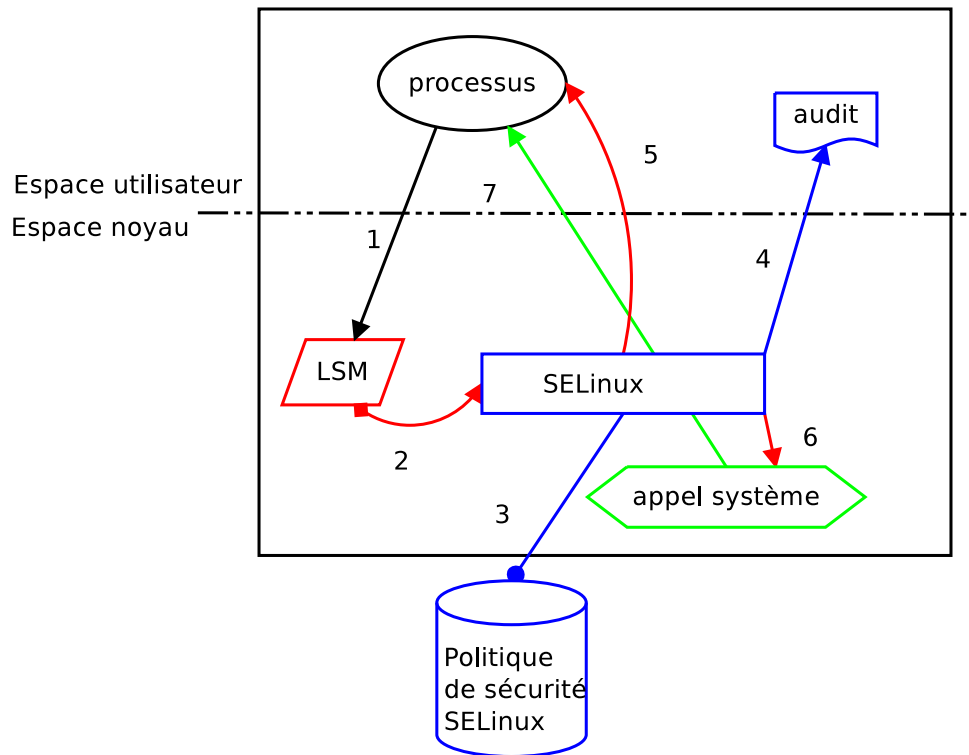 processus
audit
5
Espace utilisateur
7
Espace noyau
1
4
LSM
SELinux
2
6
appel système
3
Politique
de sécurité
SELinux